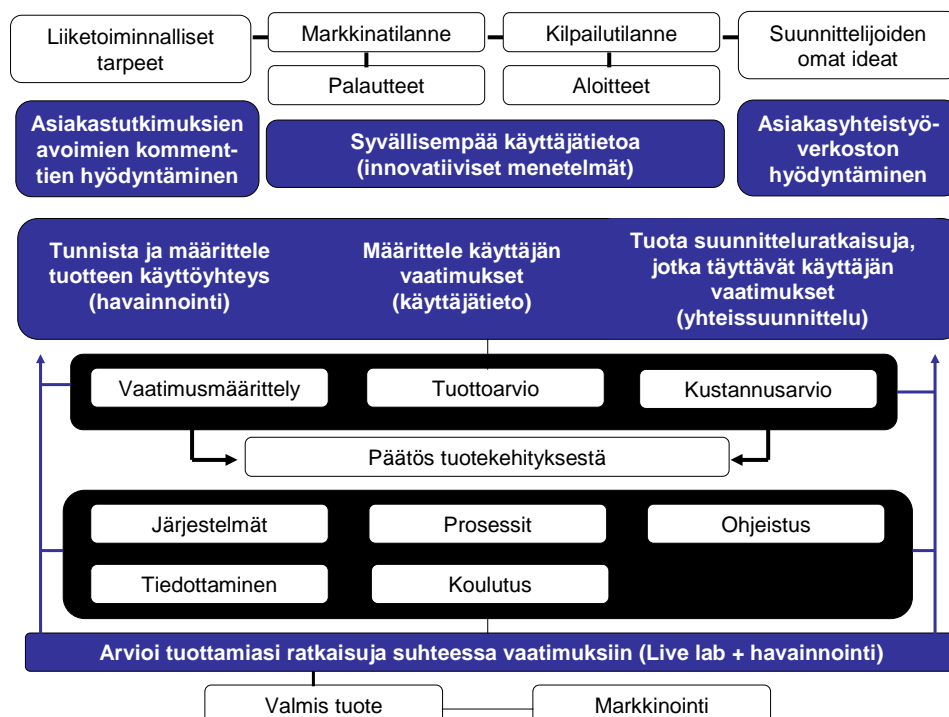 Liiketoiminnalliset
tarpeet
Markkinatilanne
Kilpailutilanne
Suunnittelijoiden
omat ideat
Palautteet
Aloitteet
Asiakastutkimuksien
avoimien komment-
tien hyödyntäminen
Syvällisempää käyttäjätietoa
(innovatiiviset menetelmät)
Asiakasyhteistyö-
verkoston
hyödyntäminen
Tunnista ja määrittele
tuotteen käyttöyhteys
(havainnointi)
Määrittele käyttäjän
vaatimukset
(käyttäjätieto)
Tuota suunnitteluratkaisuja,
jotka täyttävät käyttäjän
vaatimukset
(yhteissuunnittelu)
Vaatimusmäärittely
Tuottoarvio
Kustannusarvio
Päätös tuotekehityksestä
Järjestelmät
Prosessit
Ohjeistus
Tiedottaminen
Koulutus
Arvioi tuottamiasi ratkaisuja suhteessa vaatimuksiin (Live lab + havainnointi)
Valmis tuote
Markkinointi